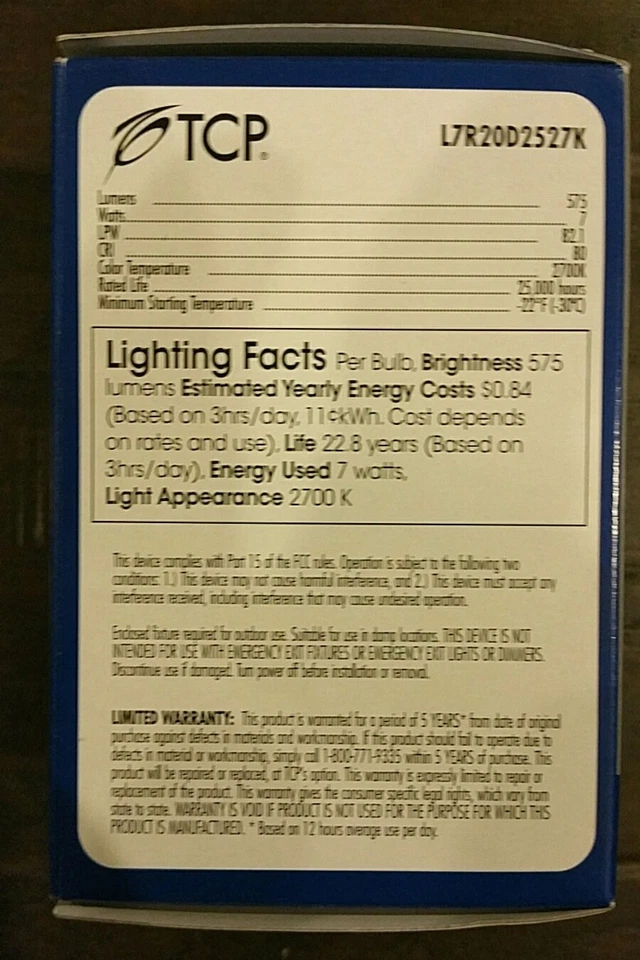 TCP®
L7R20D2527K
Lumens 575
Watts 7
LPW 82.1
CRI 80
Color Temperature 2700K
Rated Life 25,000 hours
Minimum Starting Temperature -22°F (-30°C)
Lighting Facts Per Bulb, Brightness 575
lumens Estimated Yearly Energy Costs $0.84
(Based on 3hrs/day, 11¢kWh. Cost depends
on rates and use), Life 22.8 years (Based on
3hrs/day), Energy Used 7 watts,
Light Appearance 2700 K
This device complies with Part 15 of the FCC rules. Operation is subject to the following two
conditions: 1.) This device may not cause harmful interference, and 2.) This device must accept any
interference received, including interference that may cause undesired operation.
Enclosed fixture required for outdoor use. Suitable for use in damp locations. THIS DEVICE IS NOT
INTENDED FOR USE WITH EMERGENCY EXIT FIXTURES OR EMERGENCY EXIT LIGHTS OR DIMMERS.
Discontinue use if damaged. Turn power off before installation or removal.
LIMITED WARRANTY: This product is warranted for a period of 5 YEARS* from date of original
purchase against defects in materials and workmanship. If this product should fail to operate due to
defects in material or workmanship, simply call 1-800-771-9335 within 5 YEARS of purchase. This
product will be repaired or replaced, at TCP's option. This warranty is expressly limited to repair or
replacement of the product. This warranty gives the consumer specific legal rights, which vary from
state to state. WARRANTY IS VOID IF PRODUCT IS NOT USED FOR THE PURPOSE FOR WHICH THIS
PRODUCT IS MANUFACTURED. * Based on 12 hours average use per day.